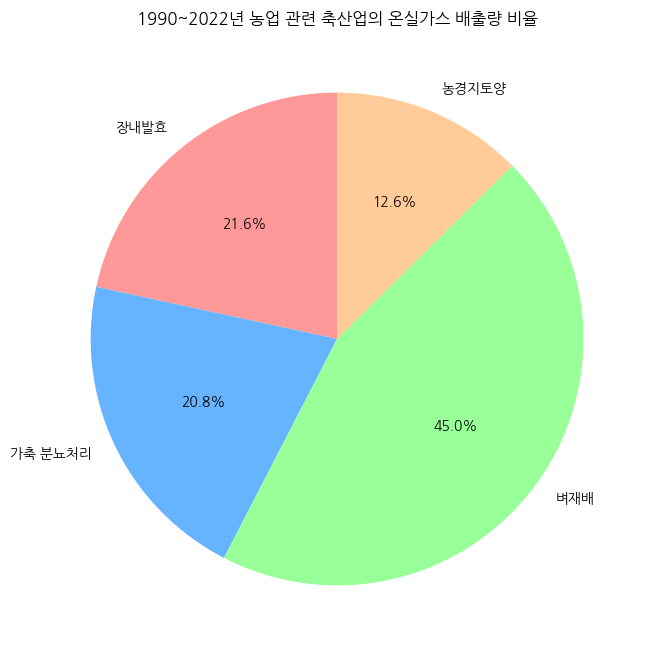 1990~2022년 농업 관련 축산업의 온실가스 배출량 비율
농경지토양
장내발효
12.6%
21.6%
20.8%
45.0%
가축 분뇨처리
벼재배